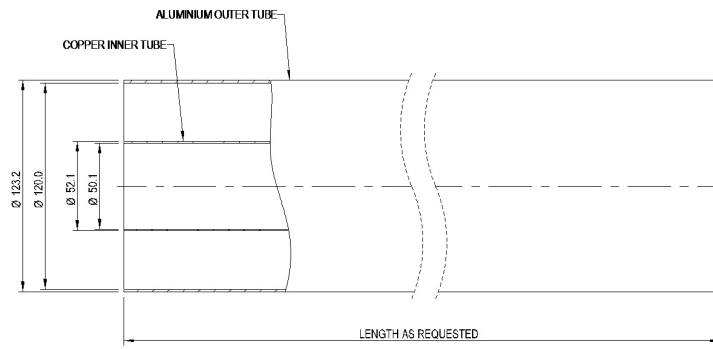 ALUMINIUM OUTER TUBE
COPPER INNER TUBE
Ø 123.2
Ø 120.0
Ø 52.1
Ø 50.1
LENGTH AS REQUESTED